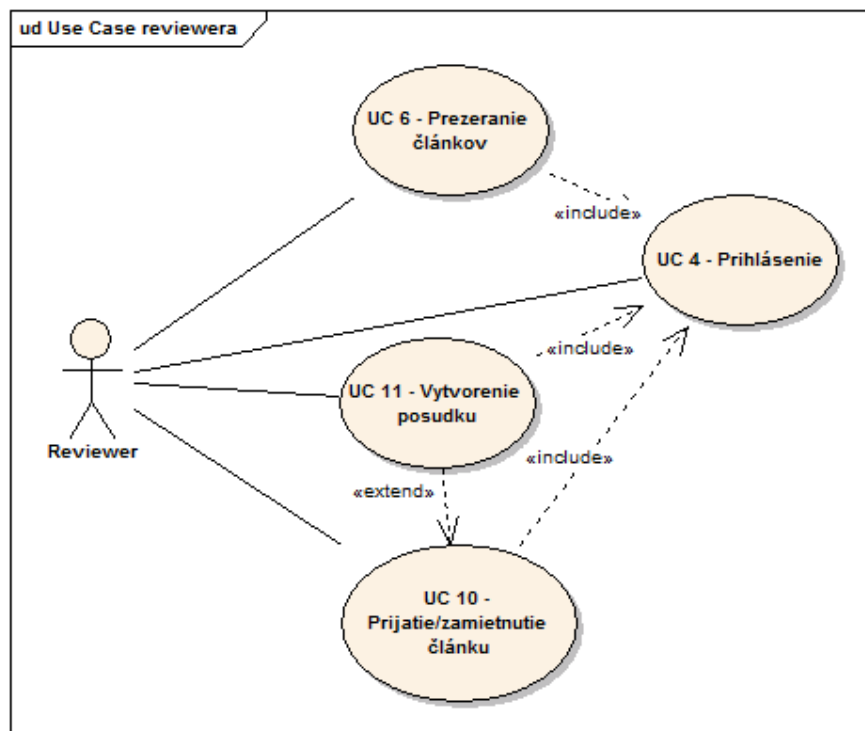 ud Use Case reviewera
UC 6 - Prezeranie
článkov
«include»
UC 4 - Prihlásenie
«include»
UC 11 - Vytvorenie
posudku
Reviewer
«include»
«extend»
UC 10 -
Prijatie/zamietnutie
článku